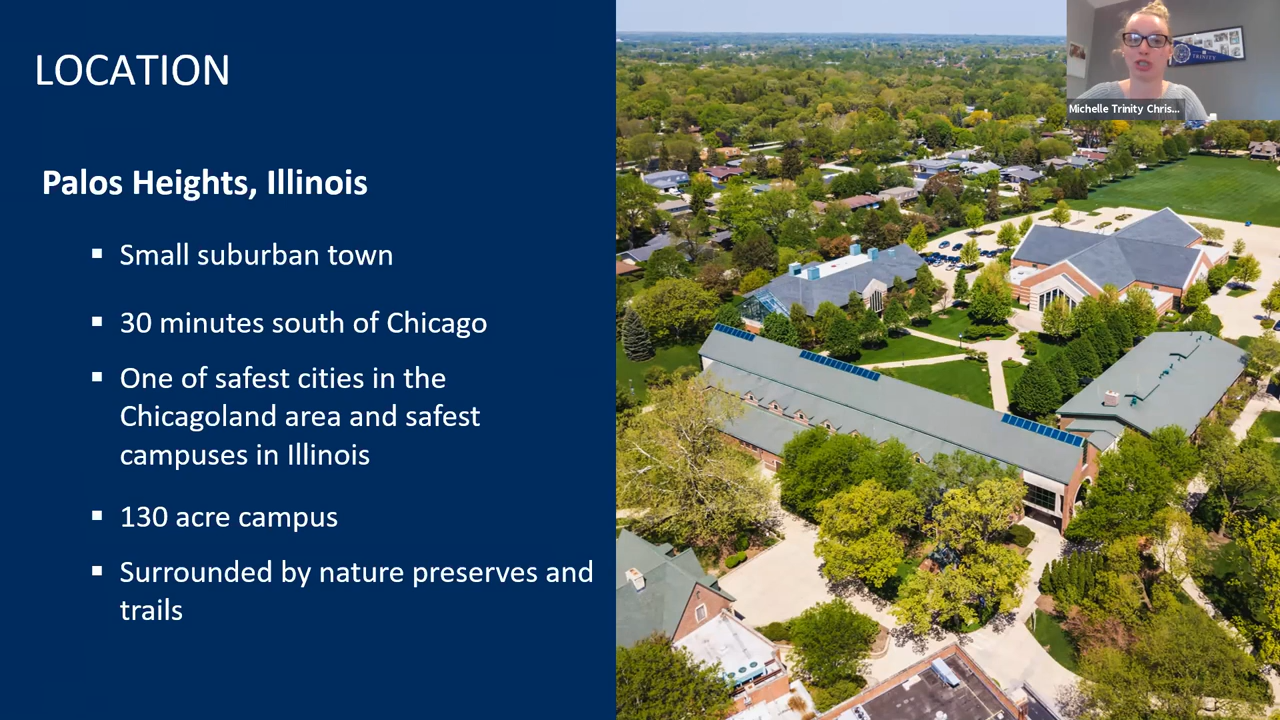 LOCATION
Palos Heights, Illinois
▪ Small suburban town
▪ 30 minutes south of Chicago
▪ One of safest cities in the
Chicagoland area and safest
campuses in Illinois
▪ 130 acre campus
▪ Surrounded by nature preserves and
trails
TRINITY
Michelle Trinity Chris...